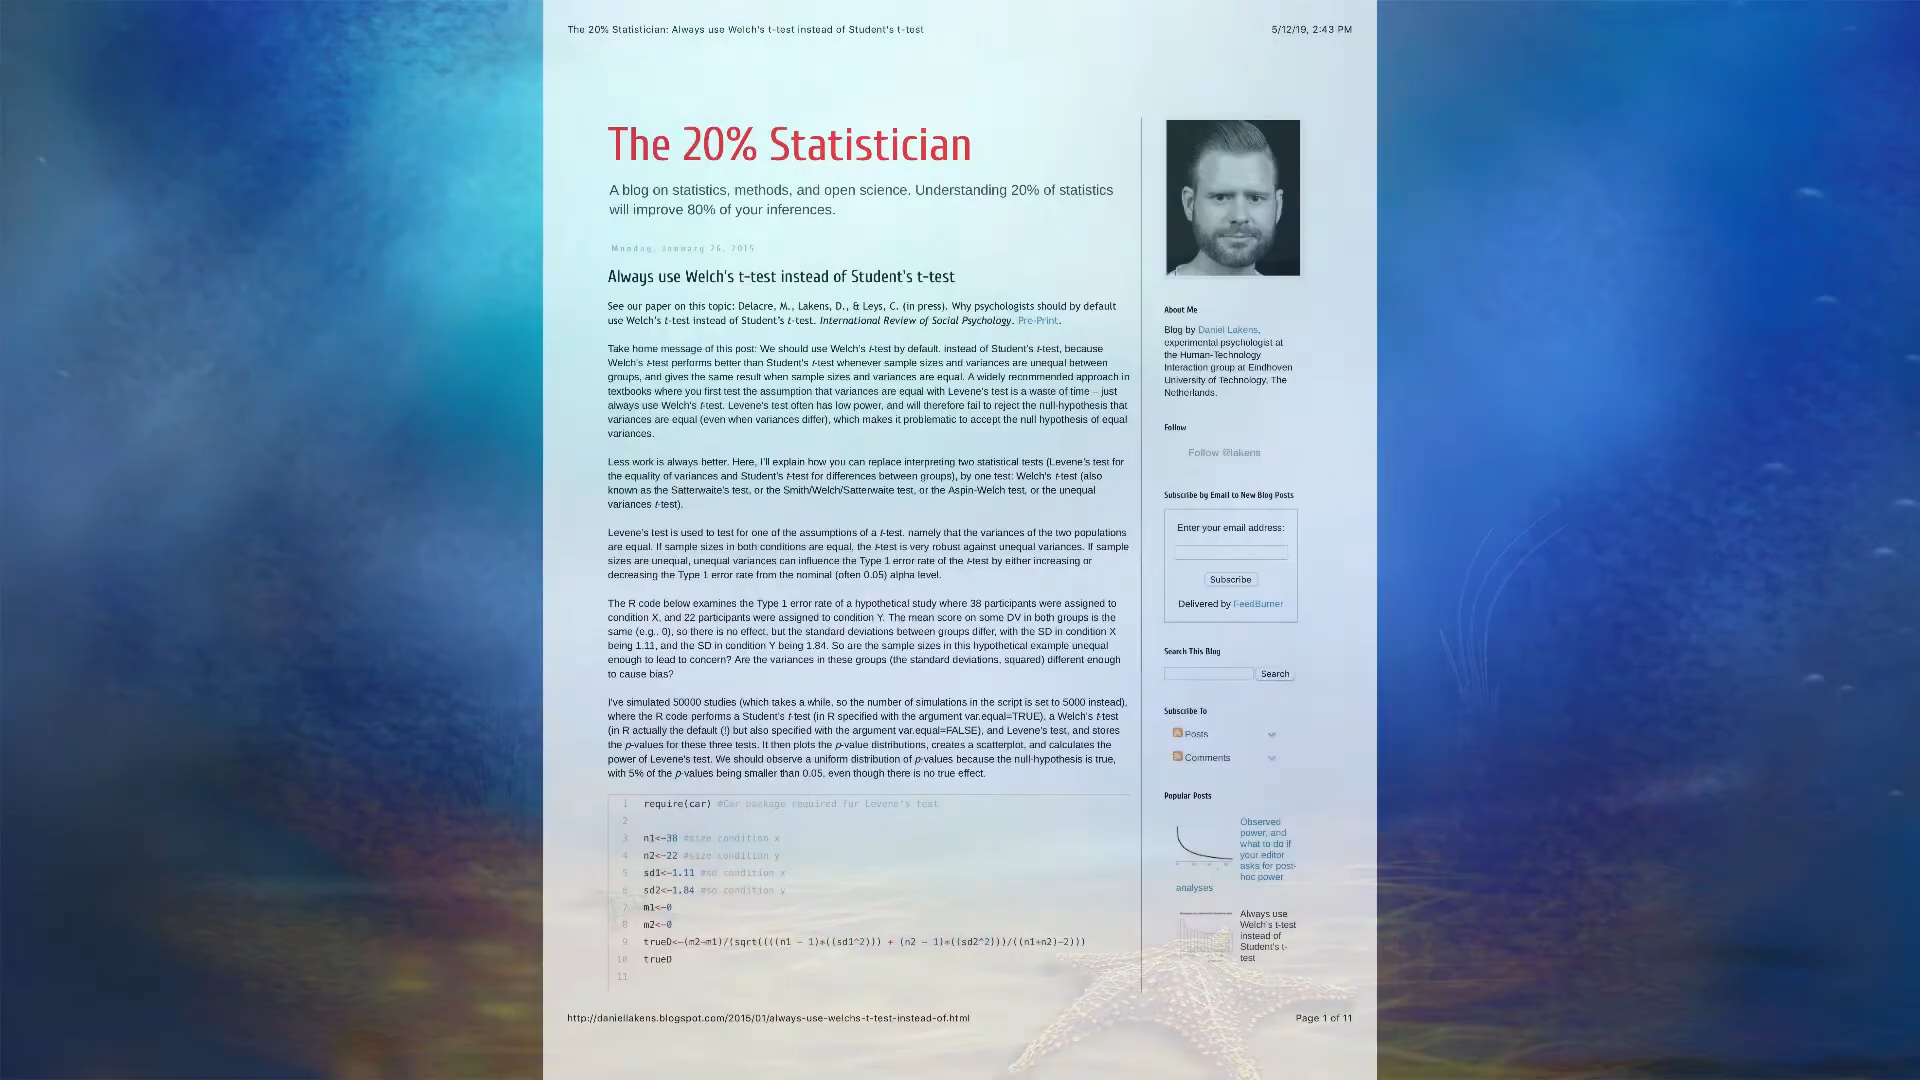 The 20% Statistician: Always use Welch's t-test instead of Student's t-test
5/12/19, 2:43 PM
The 20% Statistician
A blog on statistics, methods, and open science. Understanding 20% of statistics
will improve 80% of your inferences.
Monday, January 26, 2015
Always use Welch's t-test instead of Student's t-test
See our paper on this topic: Delacre, M., Lakens, D., & Leys, C. (in press). Why psychologists should by default
use Welch's t-test instead of Student's t-test. International Review of Social Psychology. Pre-Print.
Take home message of this post: We should use Welch's t-test by default. instead of Student's t-test, because
Welch's t-test performs better than Student's t-test whenever sample sizes and variances are unequal between
groups, and gives the same result when sample sizes and variances are equal. A widely recommended approach in
textbooks where you first test the assumption that variances are equal with Levene's test is a waste of time – just
always use Welch's t-test. Levene's test often has low power, and will therefore fail to reject the null-hypothesis that
variances are equal (even when variances differ), which makes it problematic to accept the null hypothesis of equal
variances.
Less work is always better. Here, I'll explain how you can replace interpreting two statistical tests (Levene's test for
the equality of variances and Student's t-test for differences between groups), by one test: Welch's t-test (also
known as the Satterwaite's test, or the Smith/Welch/Satterwaite test, or the Aspin-Welch test, or the unequal
variances t-test).
Levene's test is used to test for one of the assumptions of a t-test. namely that the variances of the two populations
are equal. If sample sizes in both conditions are equal, the t-test is very robust against unequal variances. If sample
sizes are unequal, unequal variances can influence the Type 1 error rate of the t-test by either increasing or
decreasing the Type 1 error rate from the nominal (often 0.05) alpha level.
The R code below examines the Type 1 error rate of a hypothetical study where 38 participants were assigned to
condition X, and 22 participants were assigned to condition Y. The mean score on some DV in both groups is the
same (e.g., 0), so there is no effect, but the standard deviations between groups differ, with the SD in condition X
being 1.11, and the SD in condition Y being 1.84. So are the sample sizes in this hypothetical example unequal
enough to lead to concern? Are the variances in these groups (the standard deviations, squared) different enough
to cause bias?
I've simulated 50000 studies (which takes a while, so the number of simulations in the script is set to 5000 instead),
where the R code performs a Student's t-test (in R specified with the argument var.equal=TRUE), a Welch's t-test
(in R actually the default (!) but also specified with the argument var.equal=FALSE), and Levene's test, and stores
the p-values for these three tests. It then plots the p-value distributions, creates a scatterplot, and calculates the
power of Levene's test. We should observe a uniform distribution of p-values because the null-hypothesis is true,
with 5% of the p-values being smaller than 0.05, even though there is no true effect.
1 require(car) #Car package required for Levene's test
2
3 n1<-38 #size condition x
4 n2<-22 #size condition y
5 sd1<-1.11 #sd condition x
6 sd2<-1.84 #sd condition y
7 m1<-0
8 m2<-0
9 trueD<-(m2-m1)/(sqrt((((n1 - 1)*((sd1^2))) + (n2 - 1)*((sd2^2)))/((n1+n2)-2)))
10 trueD
11
About Me
Blog by Daniel Lakens,
experimental psychologist at
the Human-Technology
Interaction group at Eindhoven
University of Technology. The
Netherlands.
Follow
Follow @lakens
Subscribe by Email to New Blog Posts
Enter your email address:
Subscribe
Delivered by FeedBurner
Search This Blog
Search
Subscribe To
Posts
Comments
Popular Posts
Observed
power, and
what to do if
your editor
asks for post-
hoc power
analyses
Always use
Welch's t-test
instead of
Student's t-
test
http://daniellakens.blogspot.com/2015/01/always-use-welchs-t-test-instead-of.html
Page 1 of 11